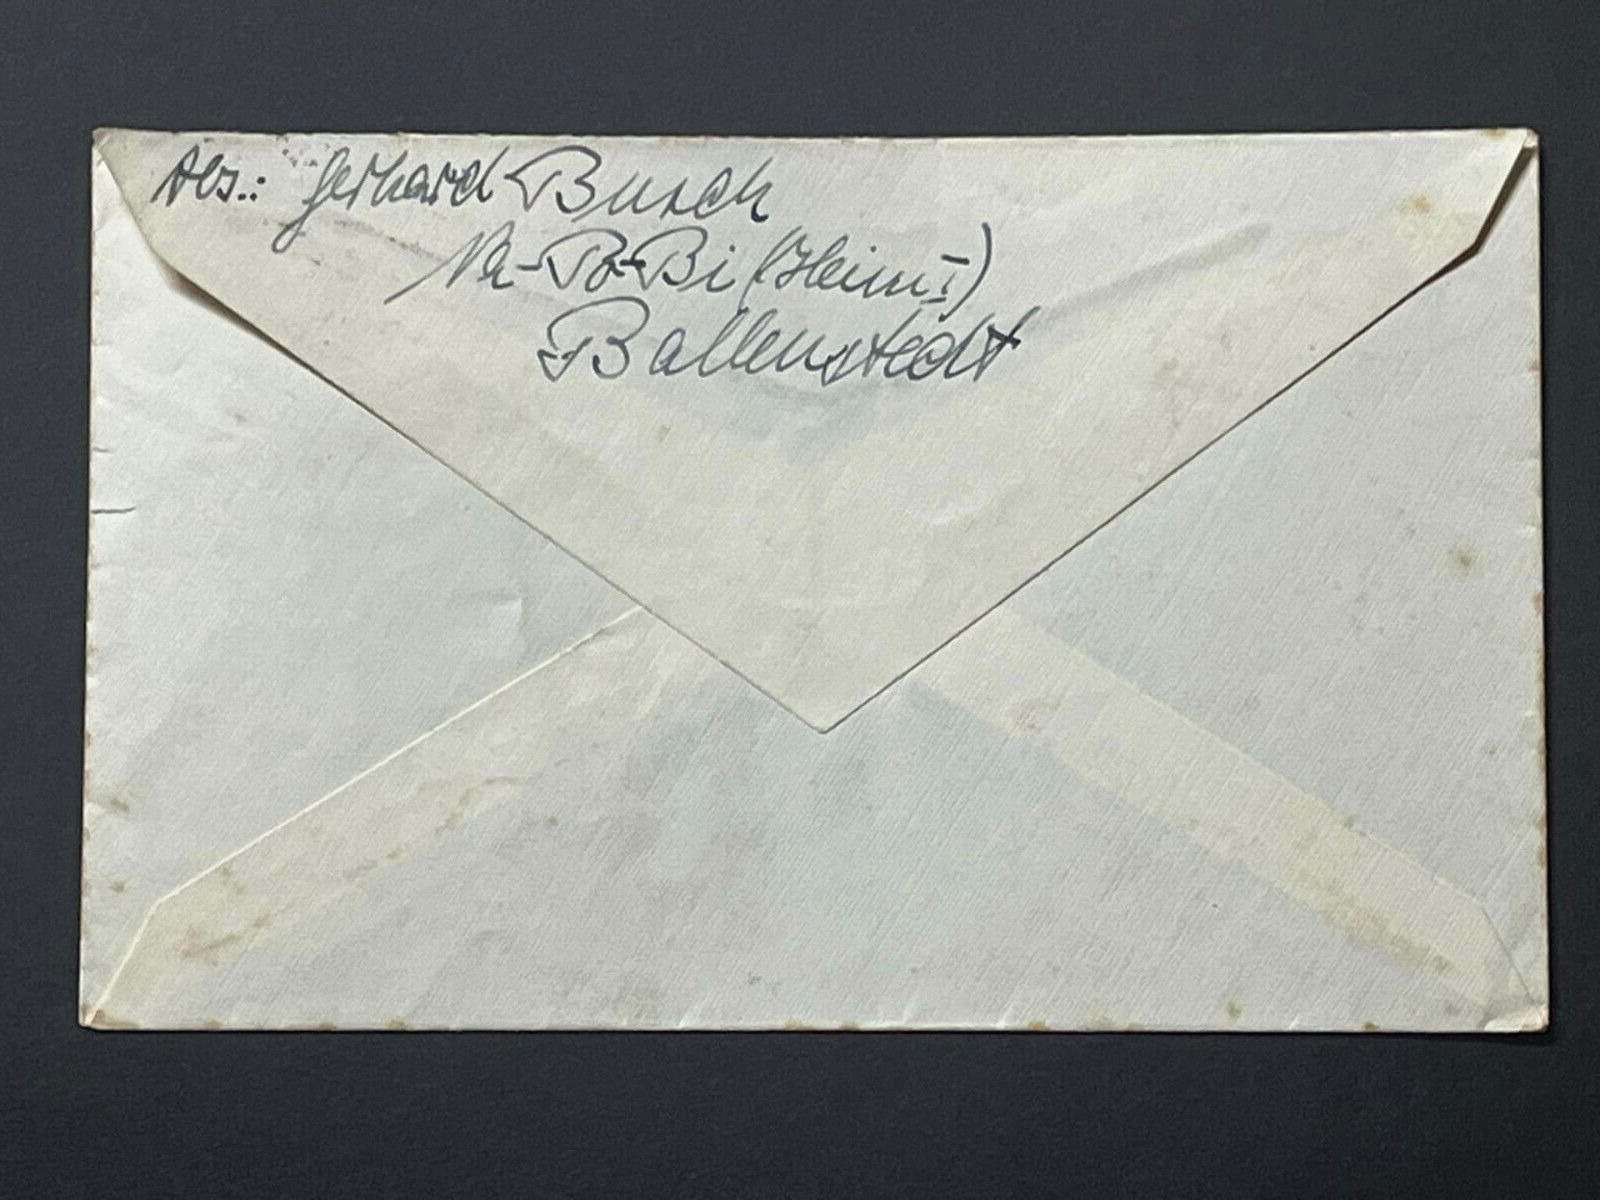 Abs.: Gerhard Busch
Na-Po-Bi (Heim I)
Ballenstedt